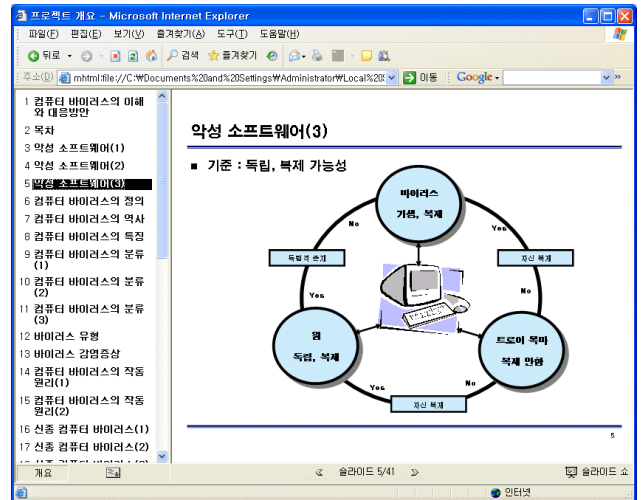 프로젝트 개요 - Microsoft Internet Explorer
파일(F) 편집(E) 보기(V) 즐겨찾기(A) 도구(T) 도움말(H)
뒤로 검색 즐겨찾기
주소(D) mhtml:file://C:₩Documents%20and%20Settings₩Administrator₩Local%20 이동 Google
1 컴퓨터 바이러스의 이해
와 대응방안
2 목차
3 악성 소프트웨어(1)
4 악성 소프트웨어(2)
5 악성 소프트웨어(3)
6 컴퓨터 바이러스의 정의
7 컴퓨터 바이러스의 역사
8 컴퓨터 바이러스의 특징
9 컴퓨터 바이러스의 분류
(1)
10 컴퓨터 바이러스의 분류
(2)
11 컴퓨터 바이러스의 분류
(3)
12 바이러스 유형
13 바이러스 감염증상
14 컴퓨터 바이러스의 작동
원리(1)
15 컴퓨터 바이러스의 작동
원리(2)
16 신종 컴퓨터 바이러스(1)
17 신종 컴퓨터 바이러스(2)
악성 소프트웨어(3)
■ 기준 : 독립, 복제 가능성
바이러스
기생, 복제
No
Yes
독립적 존재
자신 복제
Yes
No
웜
독립, 복제
트로이 목마
복제 안함
Yes
No
자신 복제
5
개요
슬라이드 5/41
슬라이드 쇼
인터넷